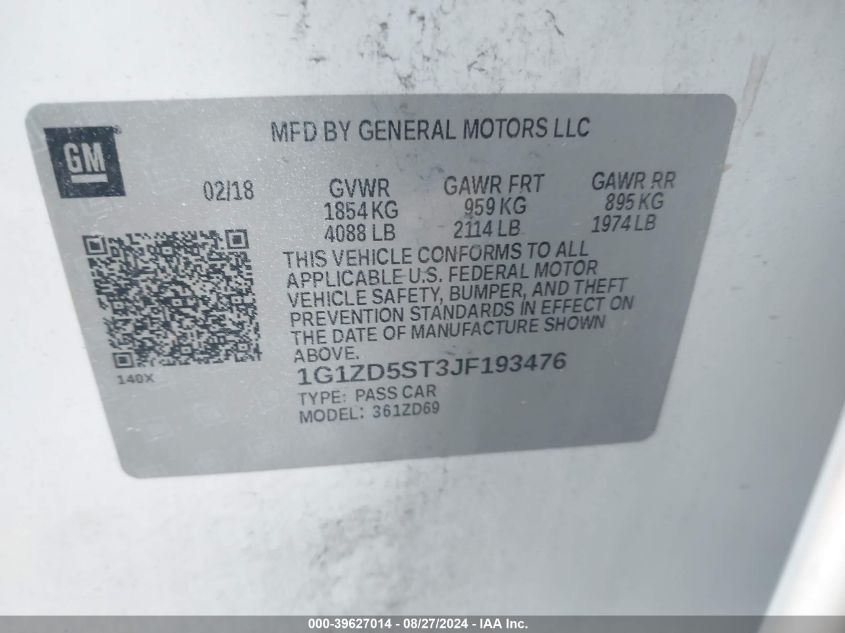 MFD BY GENERAL MOTORS LLC
GM
02/18
GVWR GAWR FRT GAWR RR
1854 KG 959 KG 895 KG
4088 LB 2114 LB 1974 LB
THIS VEHICLE CONFORMS TO ALL
APPLICABLE U.S. FEDERAL MOTOR
VEHICLE SAFETY, BUMPER, AND THEFT
PREVENTION STANDARDS IN EFFECT ON
THE DATE OF MANUFACTURE SHOWN
ABOVE.
140X
1G1ZD5ST3JF193476
TYPE: PASS CAR
MODEL: 361ZD69
000-39627014 - 08/27/2024 - IAA Inc.